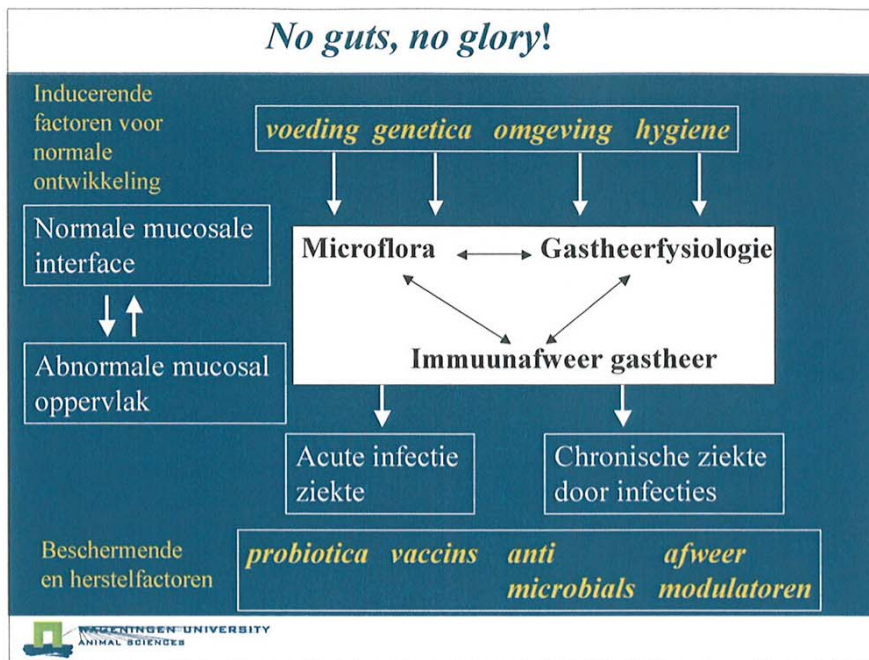 No guts, no glory!
Inducerende
factoren voor
normale
ontwikkeling
voeding genetica omgeving hygiene
Normale mucosale
interface
Microflora Gastheerfysiologie
Immuunafweer gastheer
Abnormale mucosal
oppervlak
Acute infectie
ziekte
Chronische ziekte
door infecties
Beschermende
en herstelfactoren
probiotica vaccins anti afweer
microbials modulatoren
WAGENINGEN UNIVERSITY
ANIMAL SCIENCES